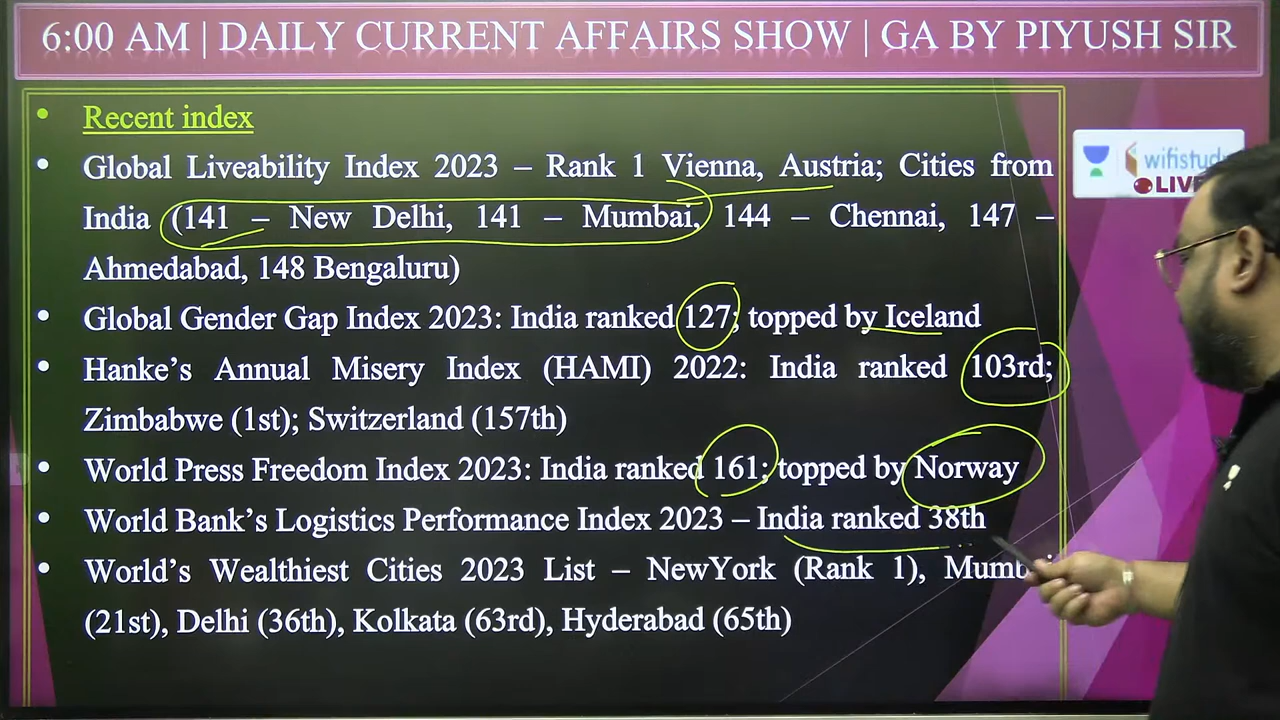 6:00 AM | DAILY CURRENT AFFAIRS SHOW | GA BY PIYUSH SIR
• Recent index
• Global Liveability Index 2023 – Rank 1 Vienna, Austria; Cities from
India (141 – New Delhi, 141 – Mumbai, 144 – Chennai, 147 –
Ahmedabad, 148 Bengaluru)
• Global Gender Gap Index 2023: India ranked 127; topped by Iceland
• Hanke’s Annual Misery Index (HAMI) 2022: India ranked 103rd;
Zimbabwe (1st); Switzerland (157th)
• World Press Freedom Index 2023: India ranked 161; topped by Norway
• World Bank’s Logistics Performance Index 2023 – India ranked 38th
• World’s Wealthiest Cities 2023 List – NewYork (Rank 1), Mumbai
(21st), Delhi (36th), Kolkata (63rd), Hyderabad (65th)
wifistudy
LIVE